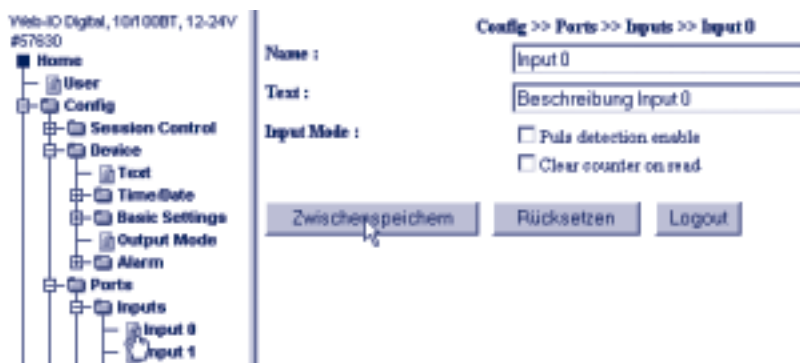 Web-IO Digital, 10/100BT, 12-24V
#57630
Home
User
Config
Session Control
Device
Text
Time/Date
Basic Settings
Output Mode
Alarm
Ports
Inputs
Input 0
Input 1
Config >> Ports >> Inputs >> Input 0
Name :
Input 0
Text :
Beschreibung Input 0
Input Mode :
Puls detection enable
Clear counter on read
Zwischenspeichern Rücksetzen Logout